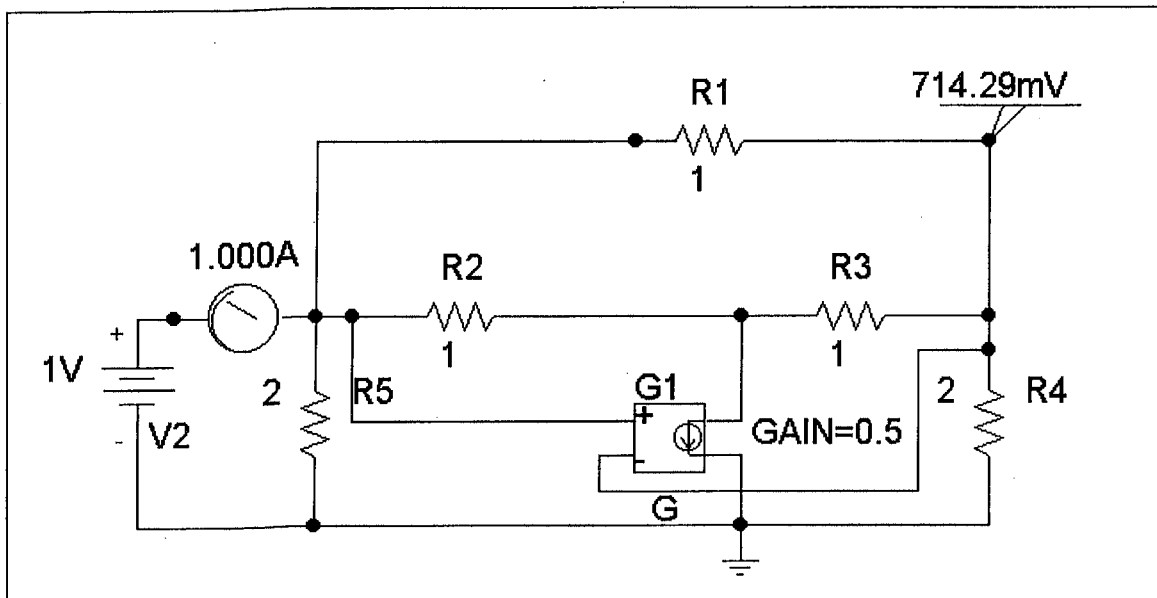 714.29mV
R1
1
1.000A
R2
R3
+
1
1
1V
2
R5
G1
2
R4
+
GAIN=0.5
-
V2
-
G